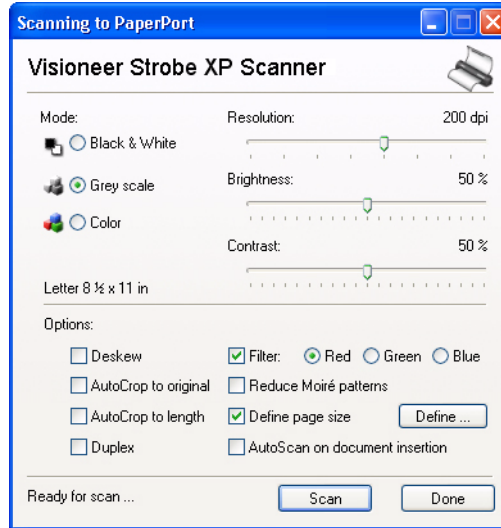 Scanning to PaperPort
Visioneer Strobe XP Scanner
Mode:
Black & White
Grey scale
Color
Letter 8 ½ x 11 in
Resolution: 200 dpi
Brightness: 50 %
Contrast: 50 %
Options:
Deskew
AutoCrop to original
AutoCrop to length
Duplex
Filter: Red Green Blue
Reduce Moiré patterns
Define page size Define ...
AutoScan on document insertion
Ready for scan ... Scan Done